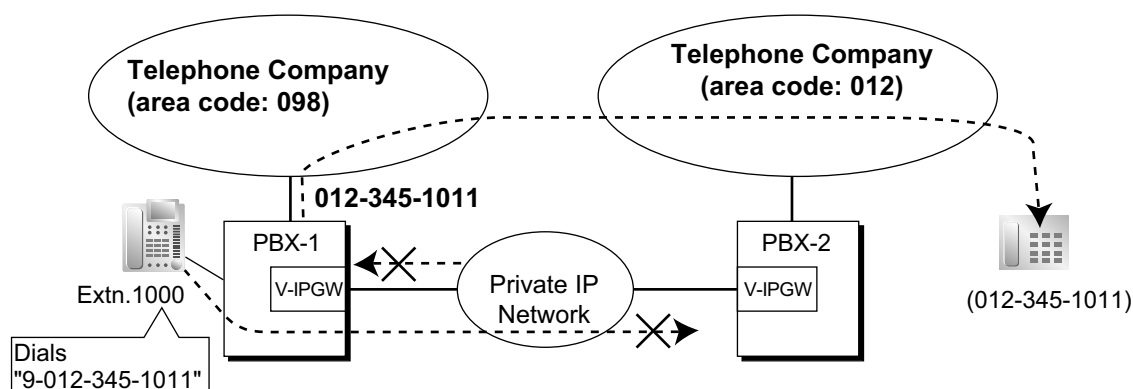 Telephone Company
(area code: 098)
Telephone Company
(area code: 012)
012-345-1011
PBX-1
V-IPGW
Extn.1000
Dials
"9-012-345-1011"
Private IP
Network
PBX-2
V-IPGW
(012-345-1011)